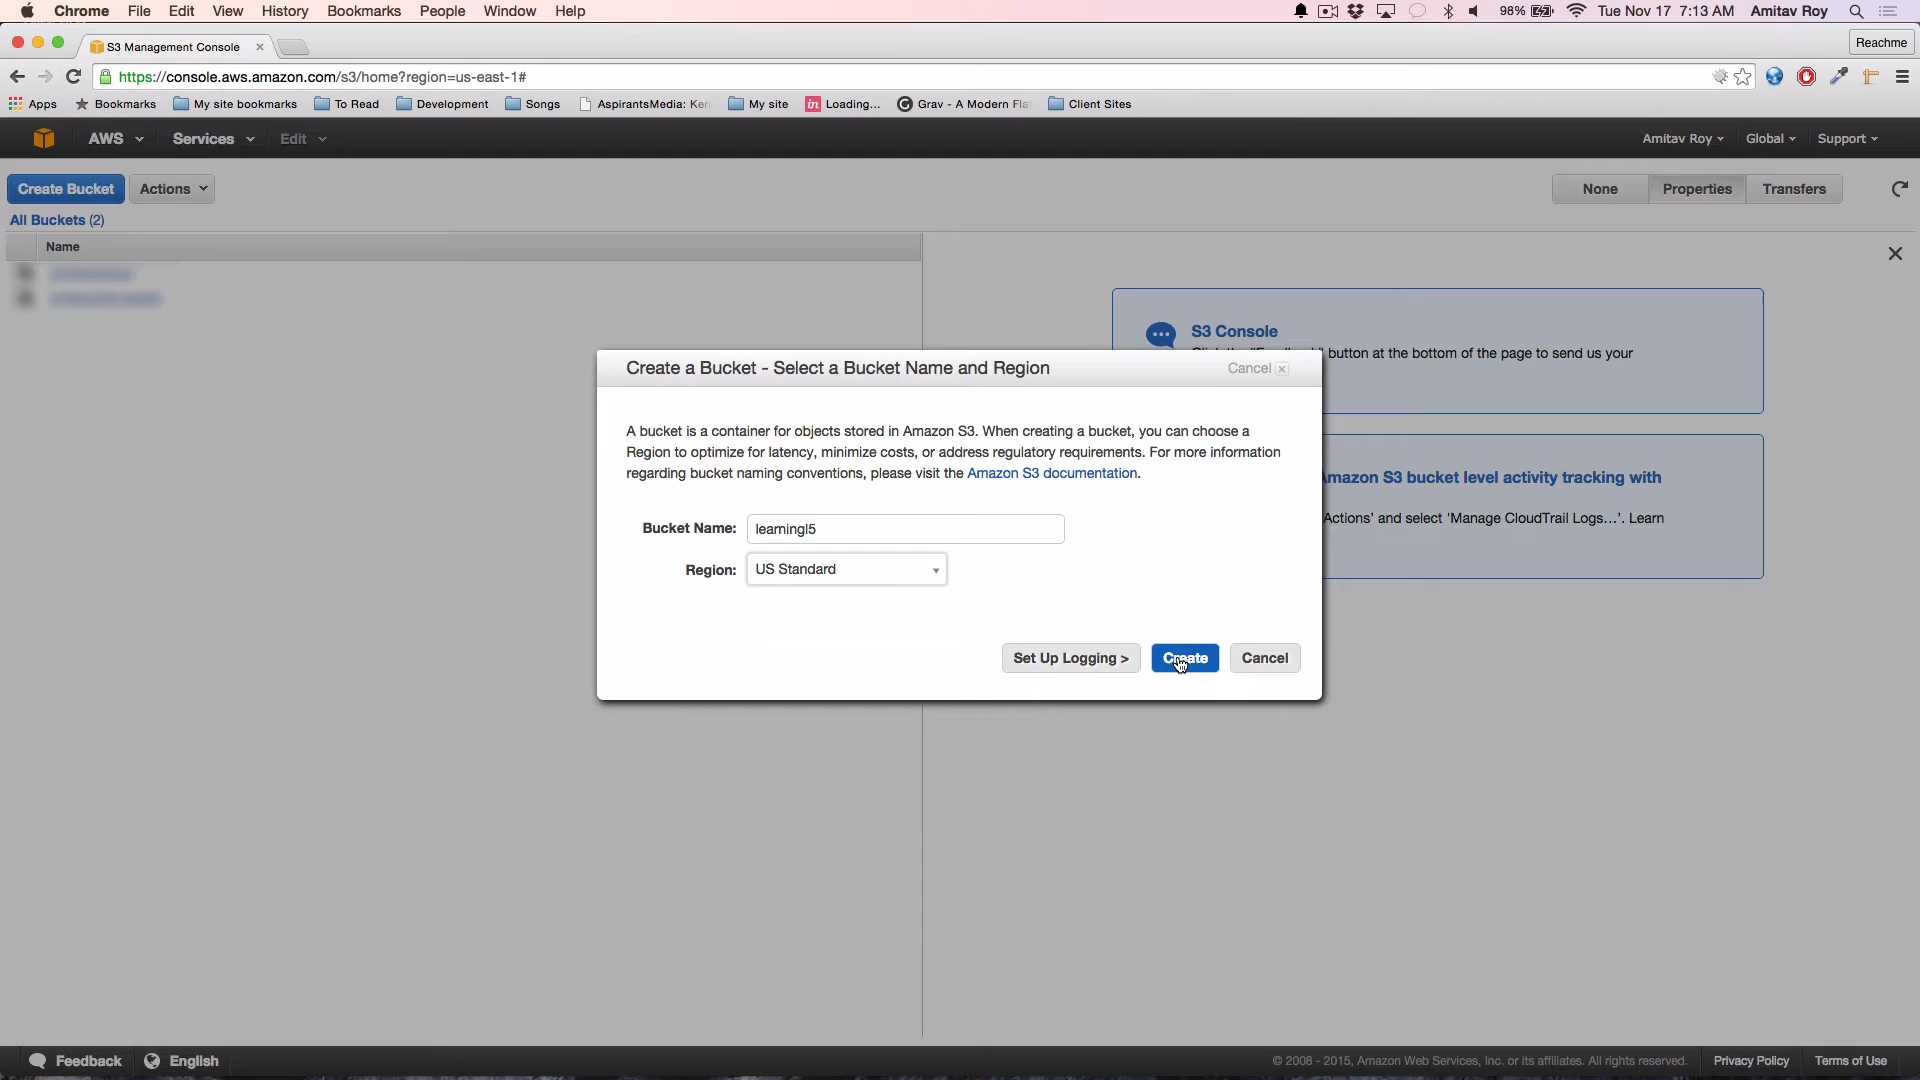 Chrome File Edit View History Bookmarks People Window Help 98% Tue Nov 17 7:13 AM Amitav Roy
S3 Management Console Reachme
https://console.aws.amazon.com/s3/home?region=us-east-1#
Apps Bookmarks My site bookmarks To Read Development Songs AspirantsMedia: Ken My site Loading... Grav - A Modern Fla Client Sites
AWS Services Edit Amitav Roy Global Support
Create Bucket Actions None Properties Transfers
All Buckets (2)
Name
S3 Console
button at the bottom of the page to send us your
Create a Bucket - Select a Bucket Name and Region Cancel
A bucket is a container for objects stored in Amazon S3. When creating a bucket, you can choose a
Region to optimize for latency, minimize costs, or address regulatory requirements. For more information
regarding bucket naming conventions, please visit the Amazon S3 documentation.
Amazon S3 bucket level activity tracking with
Actions' and select 'Manage CloudTrail Logs...'. Learn
Bucket Name: learningl5
Region: US Standard
Set Up Logging > Create Cancel
Feedback English © 2008 - 2015, Amazon Web Services, Inc. or its affiliates. All rights reserved. Privacy Policy Terms of Use